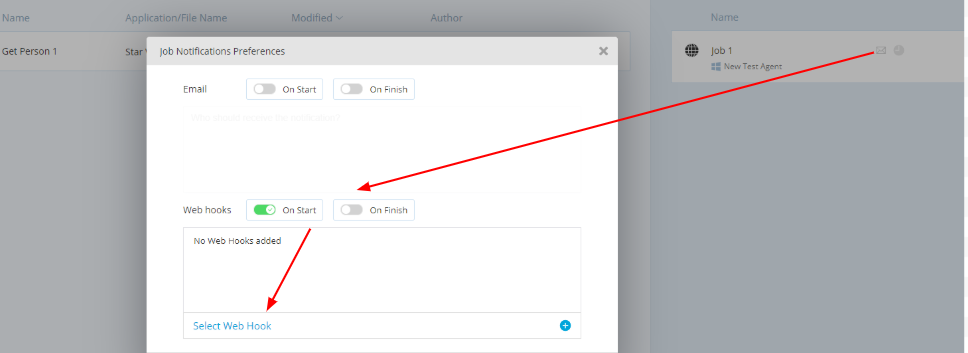 Name Application/File Name Modified Author Name
Get Person 1 Star
Job 1
New Test Agent
Job Notifications Preferences
Email On Start On Finish
Who should receive the notification?
Web hooks On Start On Finish
No Web Hooks added
Select Web Hook